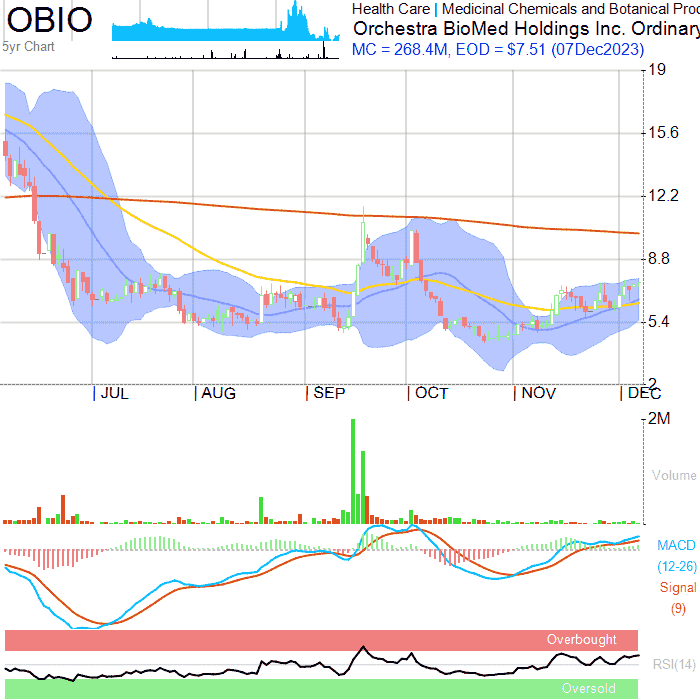 OBIO
5yr Chart
Health Care | Medicinal Chemicals and Botanical Prod
Orchestra BioMed Holdings Inc. Ordinary
MC = 268.4M, EOD = $7.51 (07Dec2023)
19
15.6
12.2
8.8
5.4
2
JUL AUG SEP OCT NOV DEC
2M
Volume
MACD
(12-26)
Signal
(9)
Overbought
RSI(14)
Oversold